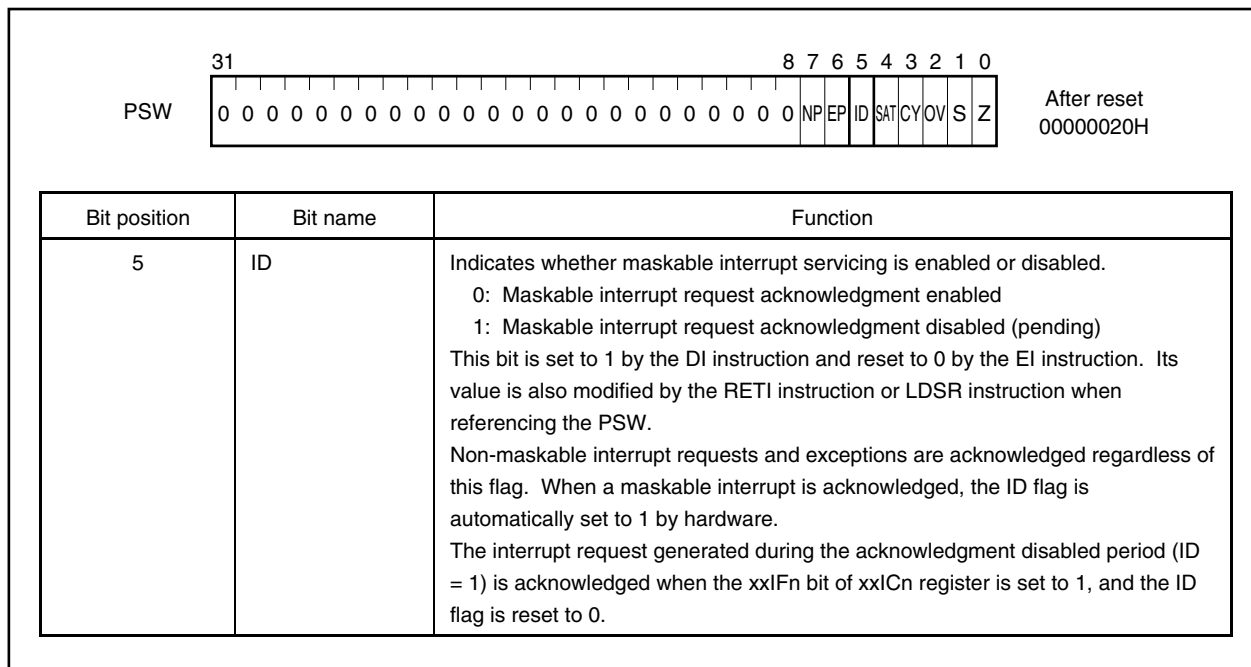 31 8 7 6 5 4 3 2 1 0
PSW 0 0 0 0 0 0 0 0 0 0 0 0 0 0 0 0 0 0 0 0 0 0 0 0 NP EP ID SAT CY OV S Z After reset
00000020H
Bit position Bit name Function
5 ID Indicates whether maskable interrupt servicing is enabled or disabled.
0: Maskable interrupt request acknowledgment enabled
1: Maskable interrupt request acknowledgment disabled (pending)
This bit is set to 1 by the DI instruction and reset to 0 by the EI instruction. Its
value is also modified by the RETI instruction or LDSR instruction when
referencing the PSW.
Non-maskable interrupt requests and exceptions are acknowledged regardless of
this flag. When a maskable interrupt is acknowledged, the ID flag is
automatically set to 1 by hardware.
The interrupt request generated during the acknowledgment disabled period (ID
= 1) is acknowledged when the xxIFn bit of xxICn register is set to 1, and the ID
flag is reset to 0.